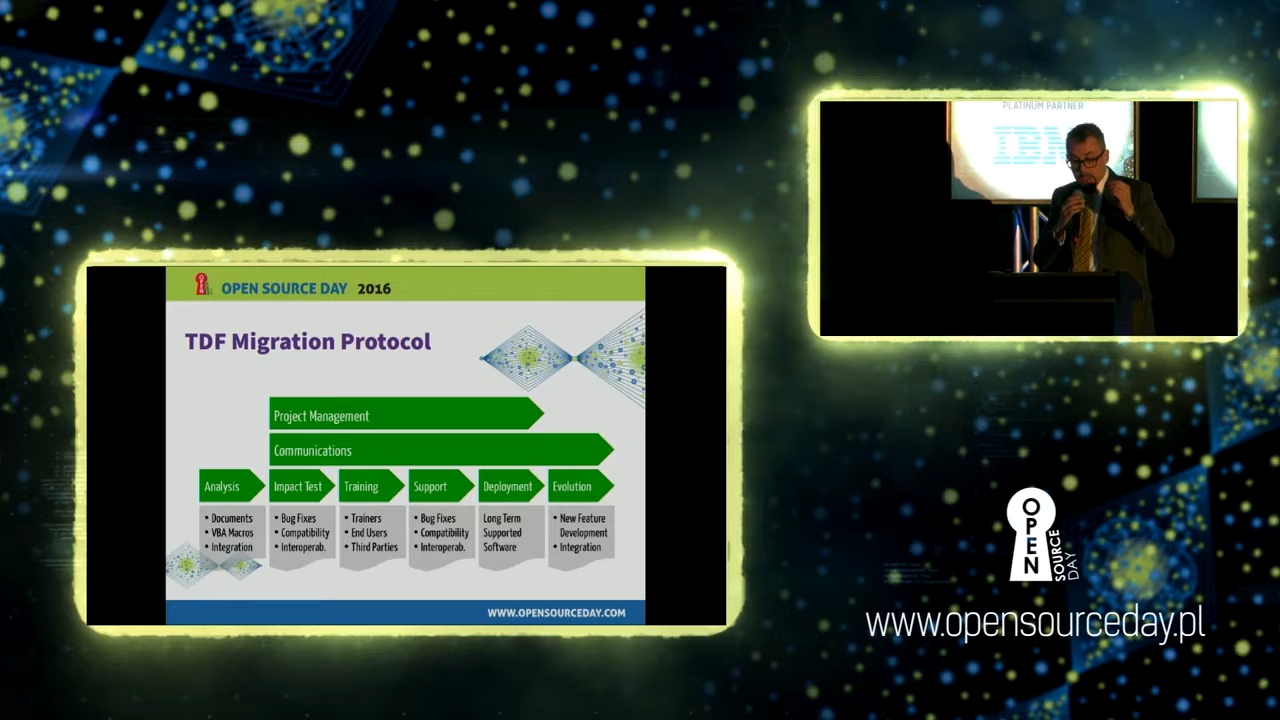 PLATINUM PARTNER
IBM
OPEN
OPEN SOURCE DAY 2016
TDF Migration Protocol
Project Management
Communications
Analysis
Impact Test
Training
Support
Deployment
Evolution
• Documents
• VBA Macros
• Integration
• Bug Fixes
• Compatibility
• Interoperab.
• Trainers
• End Users
• Third Parties
• Bug Fixes
• Compatibility
• Interoperab.
Long Term
Supported
Software
• New Feature
Development
• Integration
WWW.OPENSOURCEDAY.COM
OPEN
SOURCE
DAY
www.opensourceday.pl